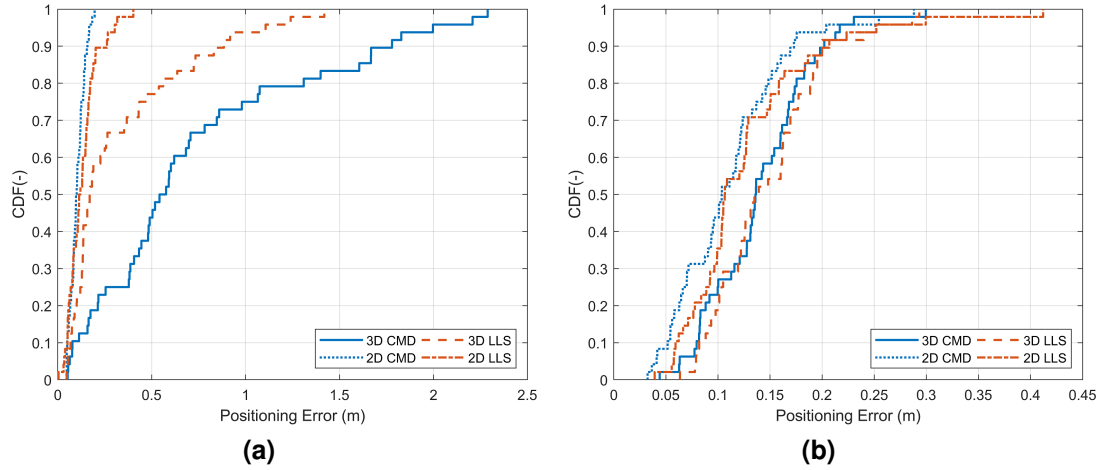 1
0.9
0.8
0.7
0.6
0.5
0.4
0.3
0.2
0.1
0
CDF(-)
0 0.5 1 1.5 2 2.5
Positioning Error (m)
3D CMD 3D LLS
2D CMD 2D LLS
(a)
1
0.9
0.8
0.7
0.6
0.5
0.4
0.3
0.2
0.1
0
CDF(-)
0 0.05 0.1 0.15 0.2 0.25 0.3 0.35 0.4 0.45
Positioning Error (m)
3D CMD 3D LLS
2D CMD 2D LLS
(b)